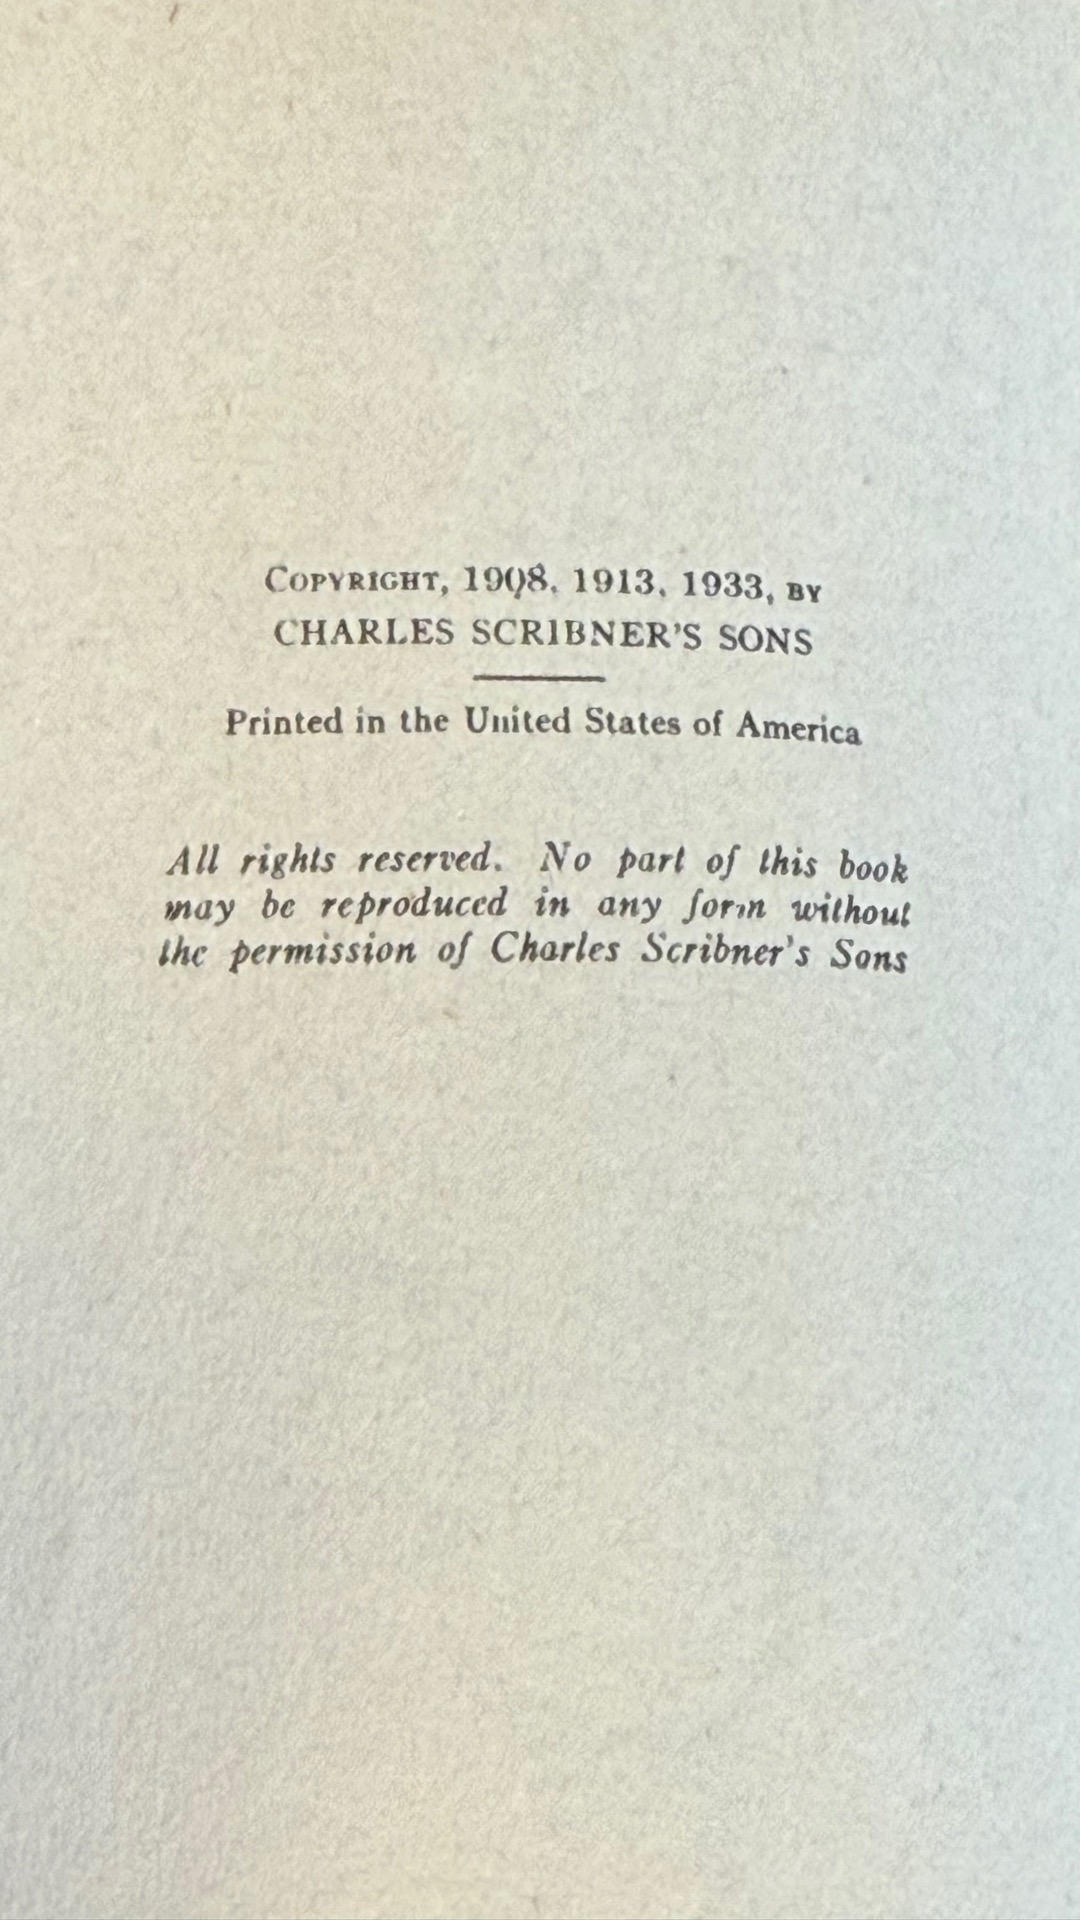 COPYRIGHT, 1908, 1913, 1933, BY
CHARLES SCRIBNER'S SONS
Printed in the United States of America
All rights reserved. No part of this book
may be reproduced in any form without
the permission of Charles Scribner's Sons